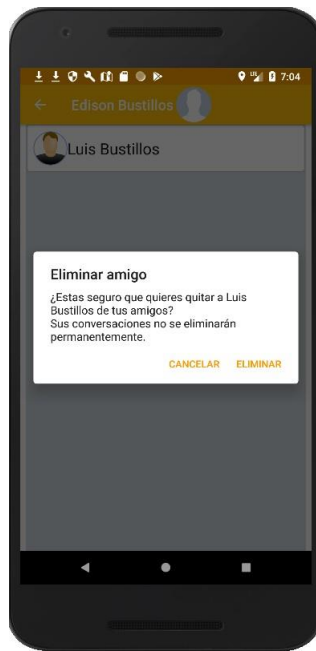 7:04
Edison Bustillos
Luis Bustillos
Eliminar amigo
¿Estas seguro que quieres quitar a Luis
Bustillos de tus amigos?
Sus conversaciones no se eliminarán
permanentemente.
CANCELAR ELIMINAR